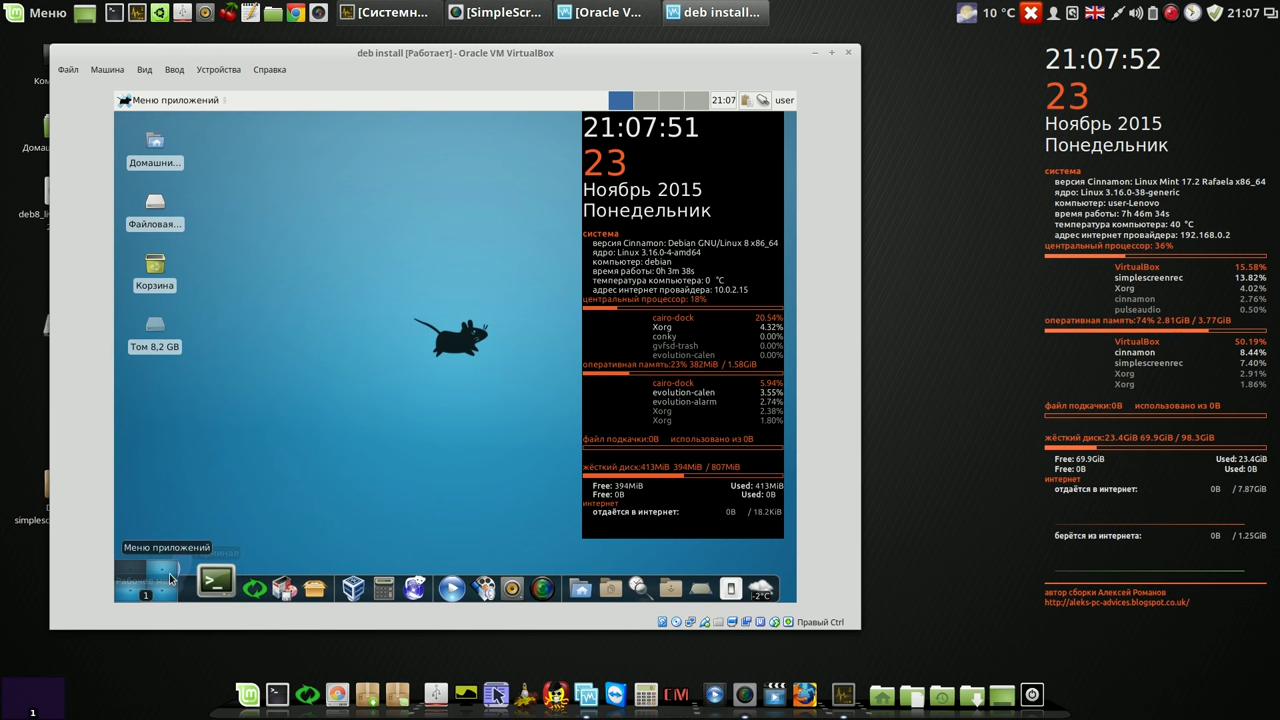 Меню
[Системн...
[SimpleScr...
[Oracle V...
deb install...
10 °C
21:07
deb install [Работает] - Oracle VM VirtualBox
Файл Машина Вид Ввод Устройства Справка
Меню приложений
21:07
user
Домашни...
Файловая...
Корзина
Том 8,2 GB
21:07:51
23
Ноябрь 2015
Понедельник
система
версия Cinnamon: Debian GNU/Linux 8 x86_64
ядро: Linux 3.16.0-4-amd64
компьютер: debian
время работы: 0h 3m 38s
температура компьютера: 0 °C
адрес интернет провайдера: 10.0.2.15
центральный процессор: 18%
cairo-dock 20.54%
Xorg 4.32%
conky 0.00%
gvfsd-trash 0.00%
evolution-calen 0.00%
оперативная память:23% 382MiB / 1.58GiB
cairo-dock 5.94%
evolution-calen 3.55%
evolution-alarm 2.74%
Xorg 2.38%
Xorg 1.80%
файл подкачки:0B использовано из 0B
жёсткий диск:413MiB 394MiB / 807MiB
Free: 394MiB Used: 413MiB
Free: 0B Used: 0B
интернет
отдаётся в интернет: 0B / 18.2KiB
Меню приложений
1
-2°C
Правый Ctrl
21:07:52
23
Ноябрь 2015
Понедельник
система
версия Cinnamon: Linux Mint 17.2 Rafaela x86_64
ядро: Linux 3.16.0-38-generic
компьютер: user-Lenovo
время работы: 7h 46m 34s
температура компьютера: 40 °C
адрес интернет провайдера: 192.168.0.2
центральный процессор: 36%
VirtualBox 15.58%
simplescreenrec 13.82%
Xorg 4.02%
cinnamon 2.76%
pulseaudio 0.50%
оперативная память:74% 2.81GiB / 3.77GiB
VirtualBox 50.19%
cinnamon 8.44%
simplescreenrec 7.40%
Xorg 2.91%
Xorg 1.86%
файл подкачки:0B использовано из 0B
жёсткий диск:23.4GiB 69.9GiB / 98.3GiB
Free: 69.9GiB Used: 23.4GiB
Free: 0B Used: 0B
интернет
отдаётся в интернет: 0B / 7.87GiB
берётся из интернета: 0B / 1.25GiB
автор сборки Алексей Романов
http://aleks-pc-advices.blogspot.co.uk/
1